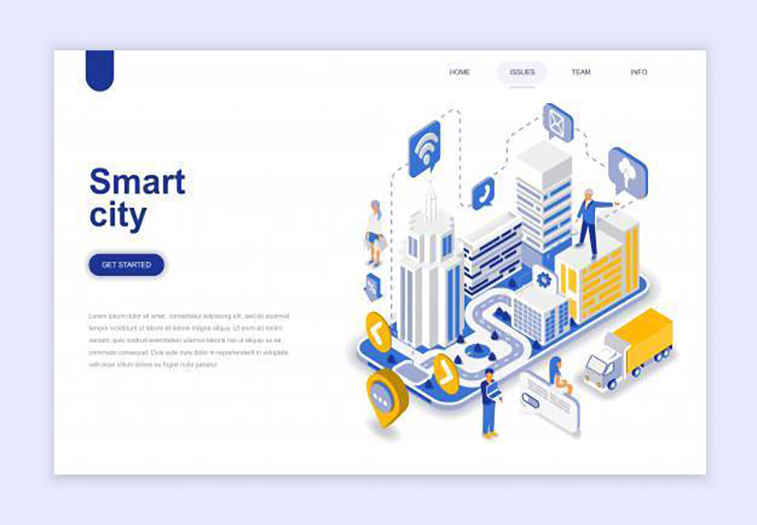 HOME
ISSUES
TEAM
INFO
Smart
city
GET STARTED
Lorem ipsum dolor sit amet, consectetur adipiscing elit, sed do eiusmod
tempor incididunt ut labore et dolore magna aliqua. Ut enim ad minim
veniam, quis nostrud exercitation ullamco laboris nisi ut aliquip ex ea
commodo consequat. Duis aute irure dolor in reprehenderit in voluptate
velit esse cillum dolore eu fugiat nulla pariatur
%